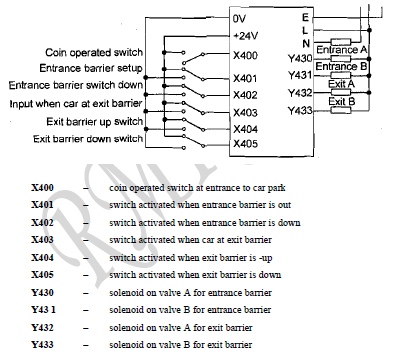 0V
+24V
E
L
N
Coin operated switch
X400
Entrance A
Entrance barrier setup
Y430
X401
Entrance B
Entrance barrier switch down
Y431
X402
Exit A
Input when car at exit barrier
Y432
X403
Exit B
Exit barrier up switch
Y433
X404
Exit barrier down switch
X405
X400 – coin operated switch at entrance to car park
X401 – switch activated when entrance barrier is out
X402 – switch activated when entrance barrier is down
X403 – switch activated when car at exit barrier
X404 – switch activated when exit barrier is -up
X405 – switch activated when exit barrier is down
Y430 – solenoid on valve A for entrance barrier
Y43 1 – solenoid on valve B for entrance barrier
Y432 – solenoid on valve A for exit barrier
Y433 – solenoid on valve B for exit barrier